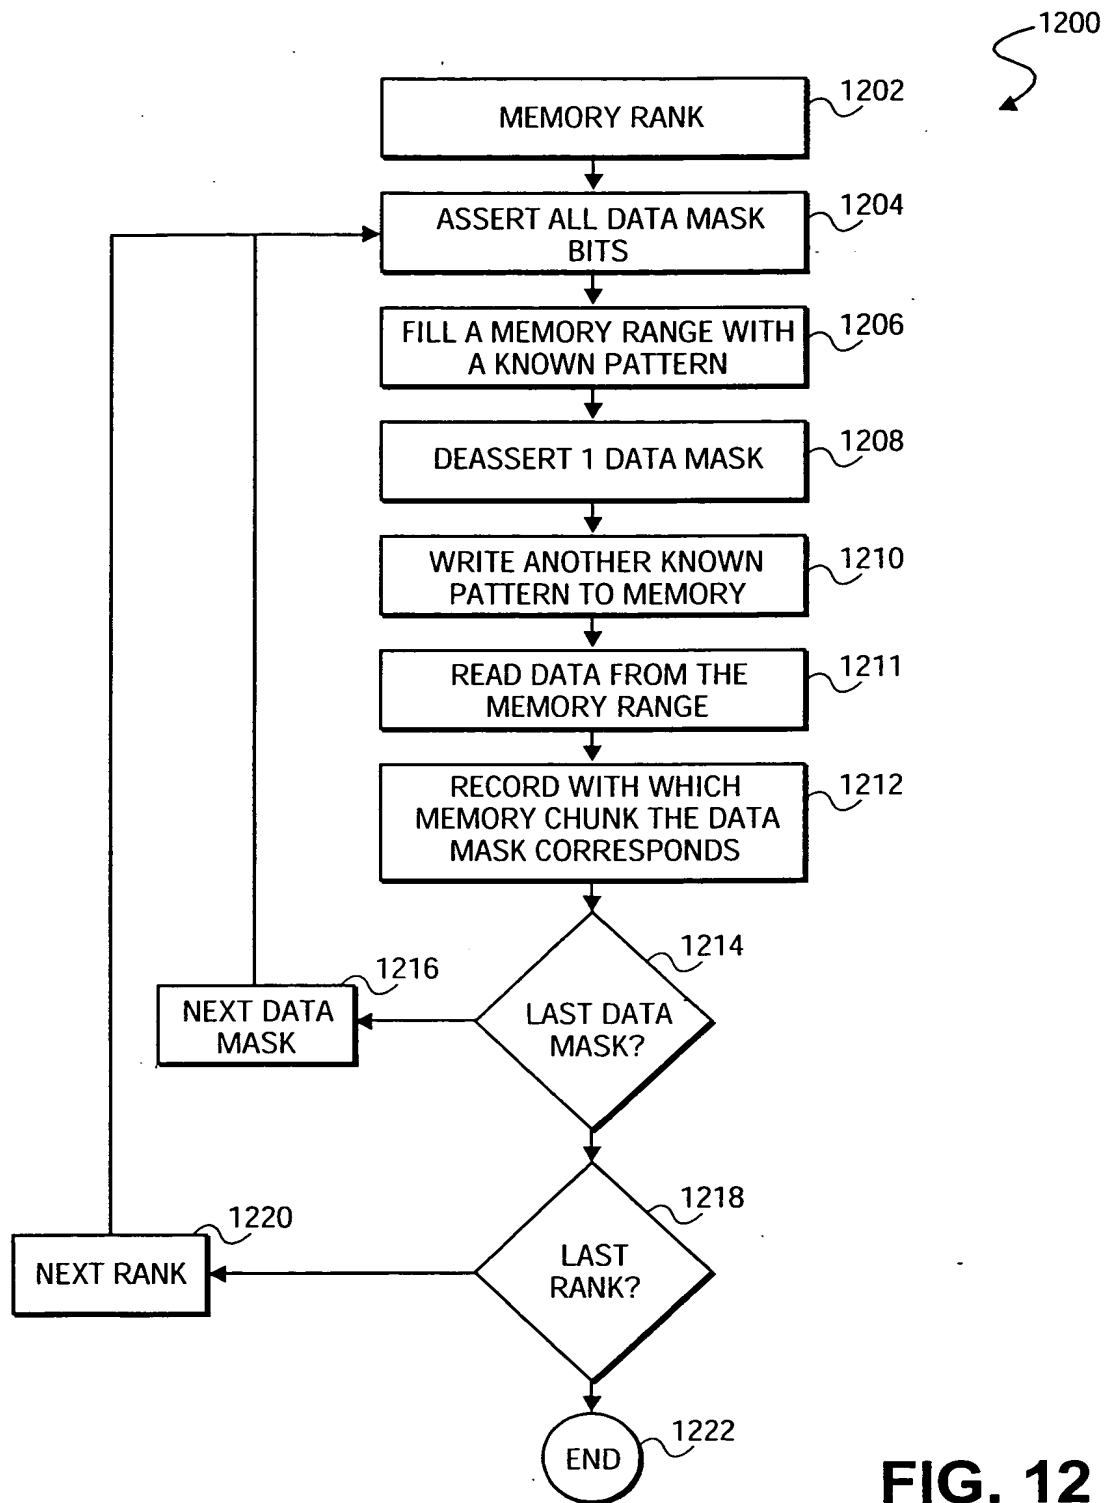 1200
MEMORY RANK
1202
ASSERT ALL DATA MASK
BITS
1204
FILL A MEMORY RANGE WITH
A KNOWN PATTERN
1206
DEASSERT 1 DATA MASK
1208
WRITE ANOTHER KNOWN
PATTERN TO MEMORY
1210
READ DATA FROM THE
MEMORY RANGE
1211
RECORD WITH WHICH
MEMORY CHUNK THE DATA
MASK CORRESPONDS
1212
LAST DATA
MASK?
1214
NEXT DATA
MASK
1216
LAST
RANK?
1218
NEXT RANK
1220
END
1222
FIG. 12